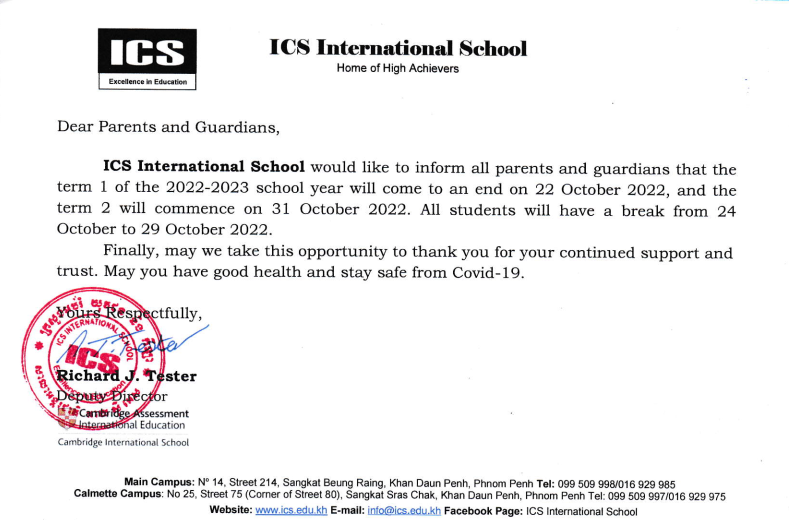 ICS
Excellence in Education
ICS International School
Home of High Achievers
Dear Parents and Guardians,
ICS International School would like to inform all parents and guardians that the
term 1 of the 2022-2023 school year will come to an end on 22 October 2022, and the
term 2 will commence on 31 October 2022. All students will have a break from 24
October to 29 October 2022.
Finally, may we take this opportunity to thank you for your continued support and
trust. May you have good health and stay safe from Covid-19.
Yours Respectfully,
ICS INTERNATIONAL SCHOOL
ICS
Excellence in Education
Richard J. Tester
Deputy Director
Cambridge Assessment
International Education
Cambridge International School
Main Campus: N° 14, Street 214, Sangkat Beung Raing, Khan Daun Penh, Phnom Penh Tel: 099 509 998/016 929 985
Calmette Campus: No 25, Street 75 (Corner of Street 80), Sangkat Sras Chak, Khan Daun Penh, Phnom Penh Tel: 099 509 997/016 929 975
Website: www.ics.edu.kh E-mail: info@ics.edu.kh Facebook Page: ICS International School